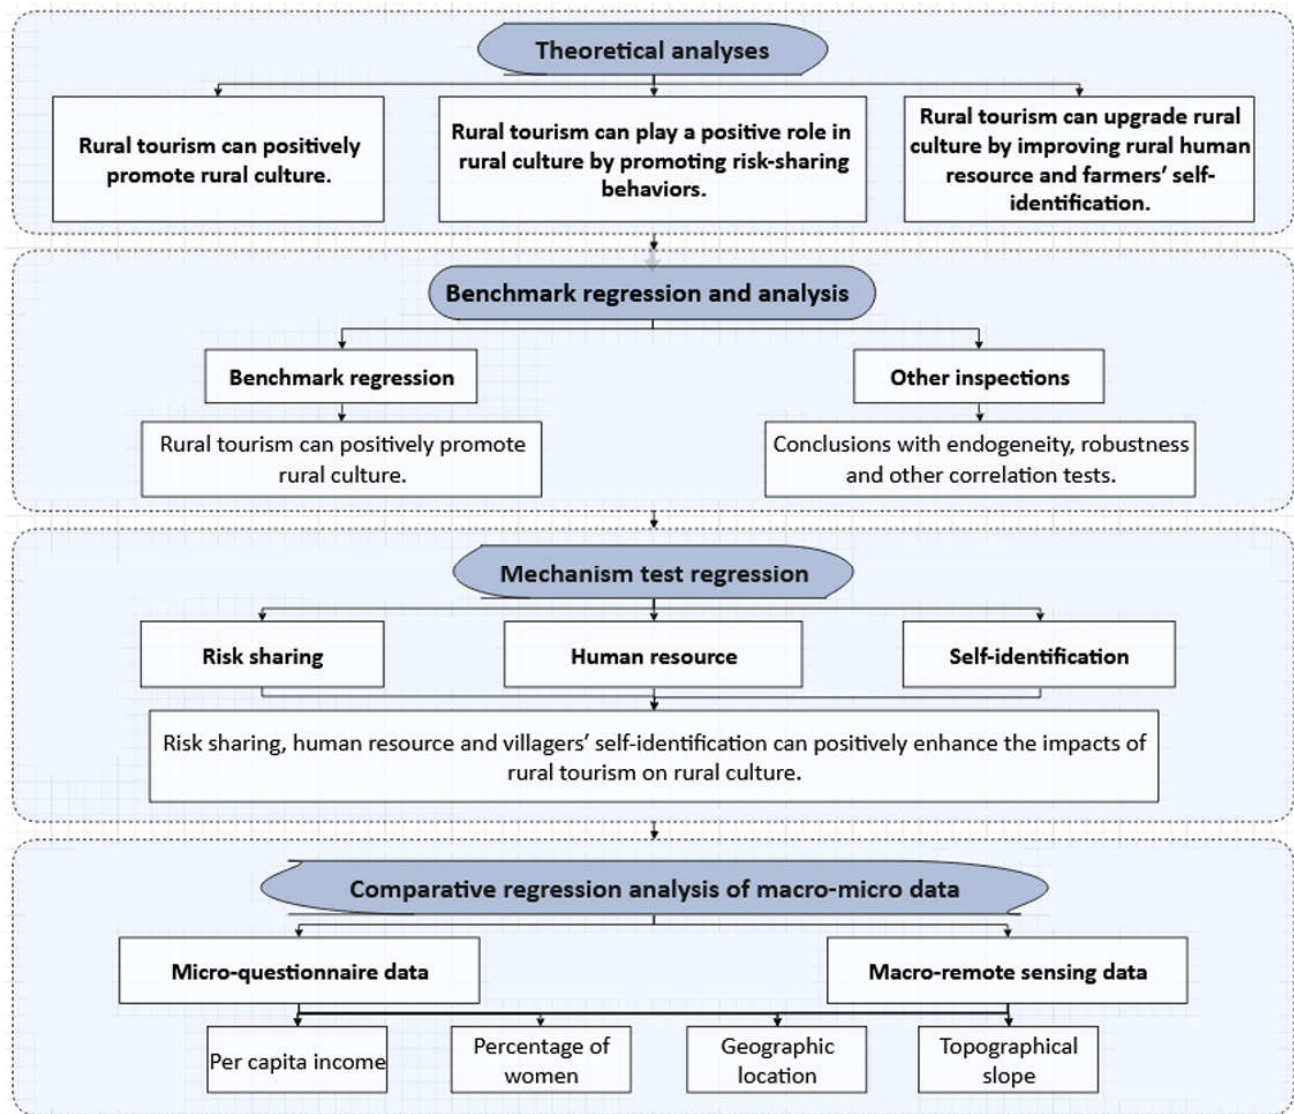 Theoretical analyses
Rural tourism can positively
promote rural culture.
Rural tourism can play a positive role in
rural culture by promoting risk-sharing
behaviors.
Rural tourism can upgrade rural
culture by improving rural human
resource and farmers’ self-
identification.
Benchmark regression and analysis
Benchmark regression
Other inspections
Rural tourism can positively promote
rural culture.
Conclusions with endogeneity, robustness
and other correlation tests.
Mechanism test regression
Risk sharing
Human resource
Self-identification
Risk sharing, human resource and villagers’ self-identification can positively enhance the impacts of
rural tourism on rural culture.
Comparative regression analysis of macro-micro data
Micro-questionnaire data
Macro-remote sensing data
Per capita income
Percentage of
women
Geographic
location
Topographical
slope